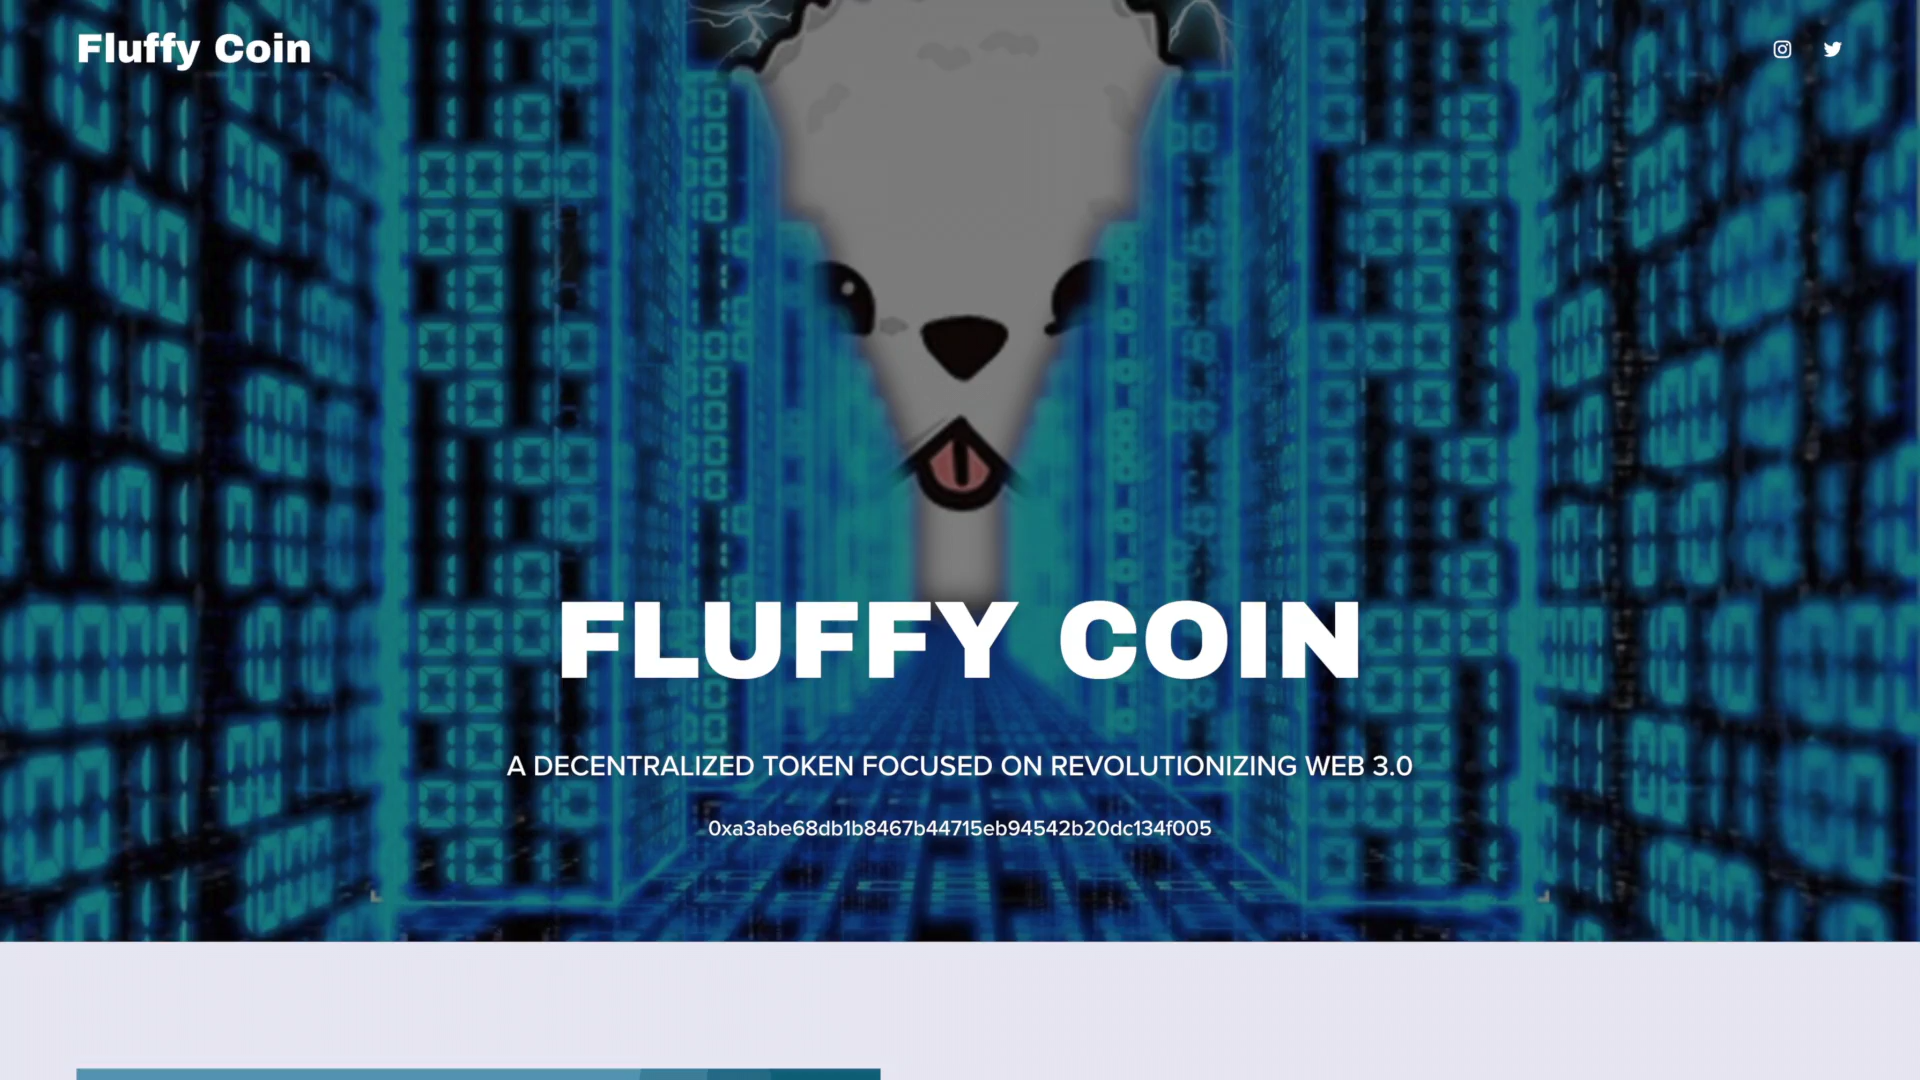 Fluffy Coin
FLUFFY COIN
A DECENTRALIZED TOKEN FOCUSED ON REVOLUTIONIZING WEB 3.0
0xa3abe68db1b8467b44715eb94542b20dc134f005